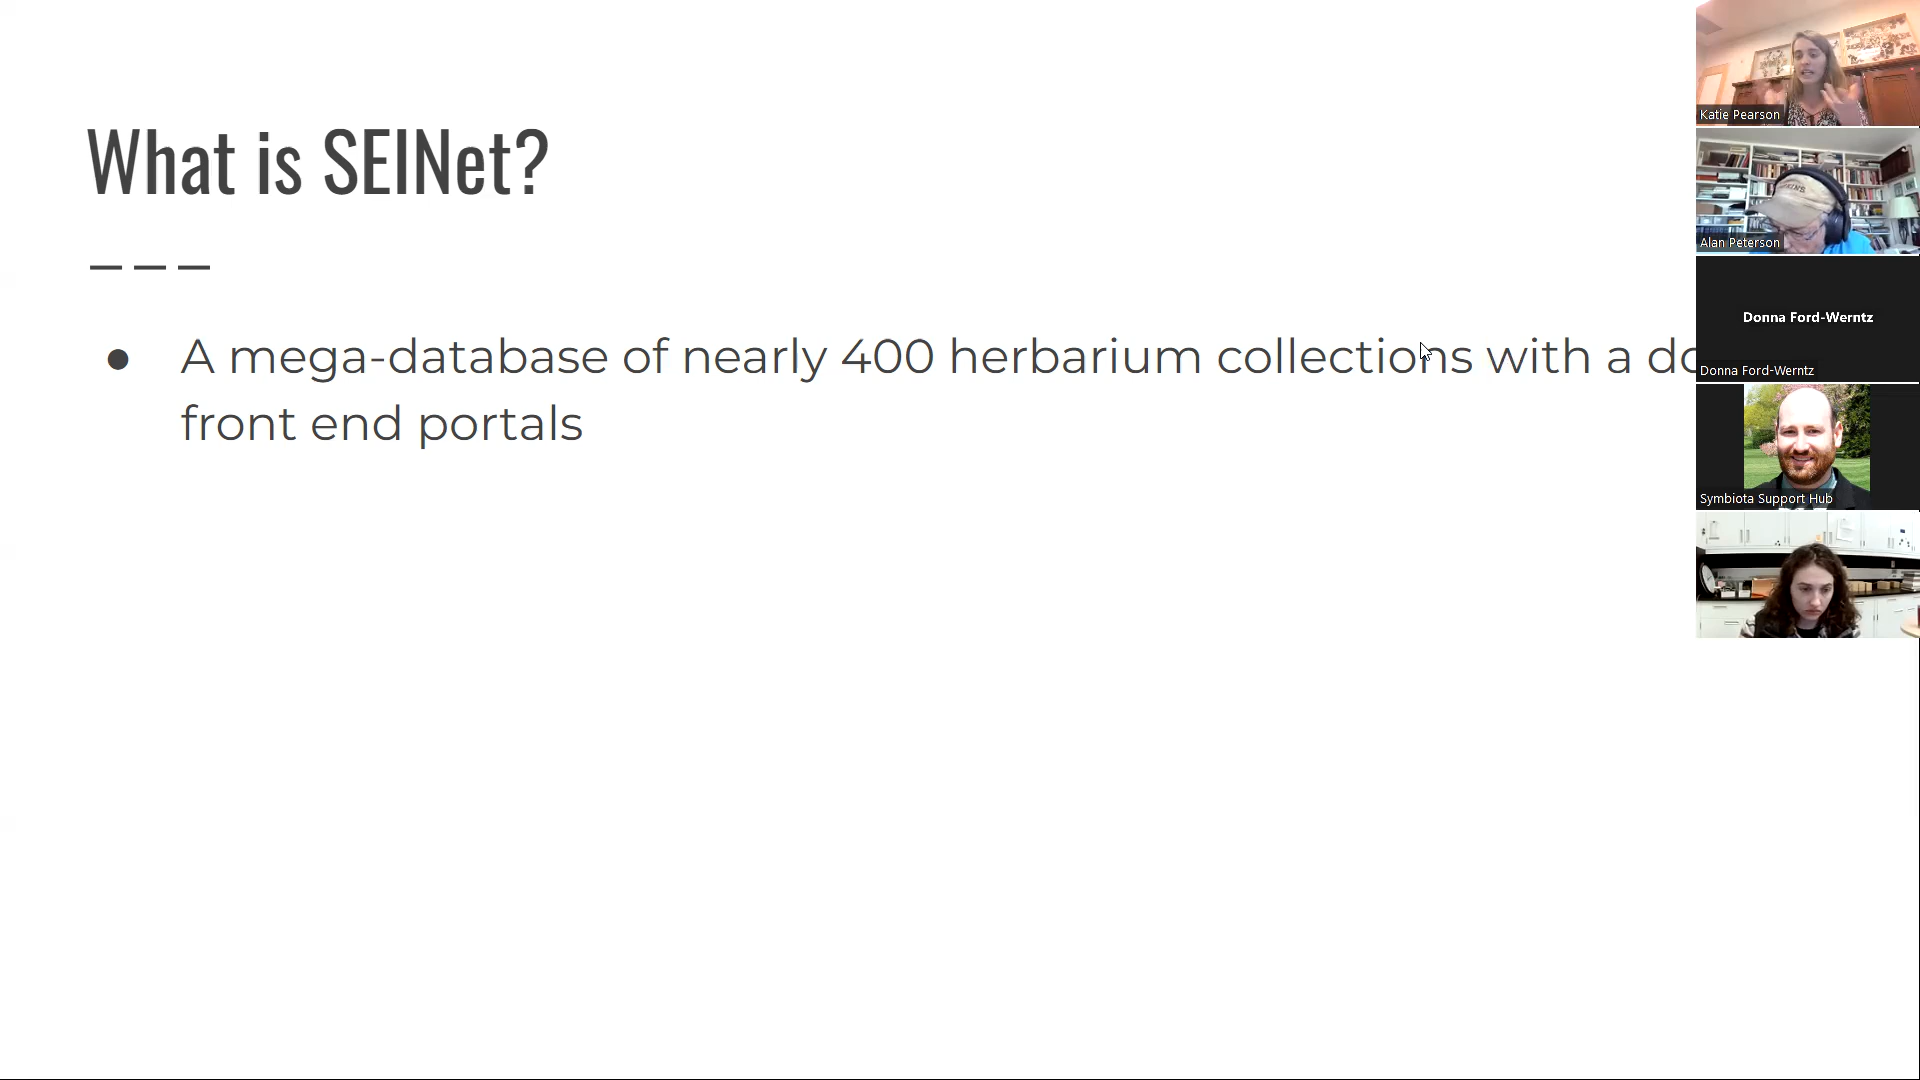 What is SEINet?
A mega-database of nearly 400 herbarium collections with a
front end portals
Katie Pearson
Alan Peterson
Donna Ford-Werntz
Donna Ford-Werntz
Symbiota Support Hub